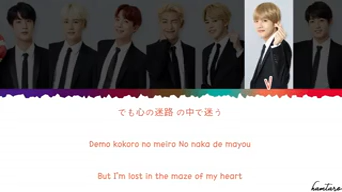 でも心の迷路 の中で迷う
Demo kokoro no meiro No naka de mayou
But I'm lost in the maze of my heart
hamtaro